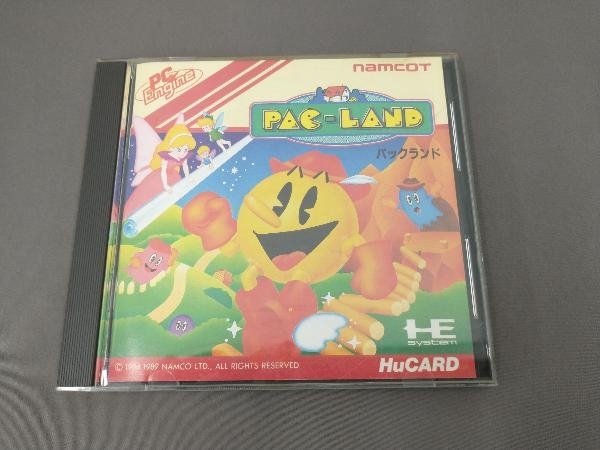 PC Engine
namcoT
PAC-LAND
パックランド
HE
system
© 1984 1989 NAMCO LTD., ALL RIGHTS RESERVED
HuCARD